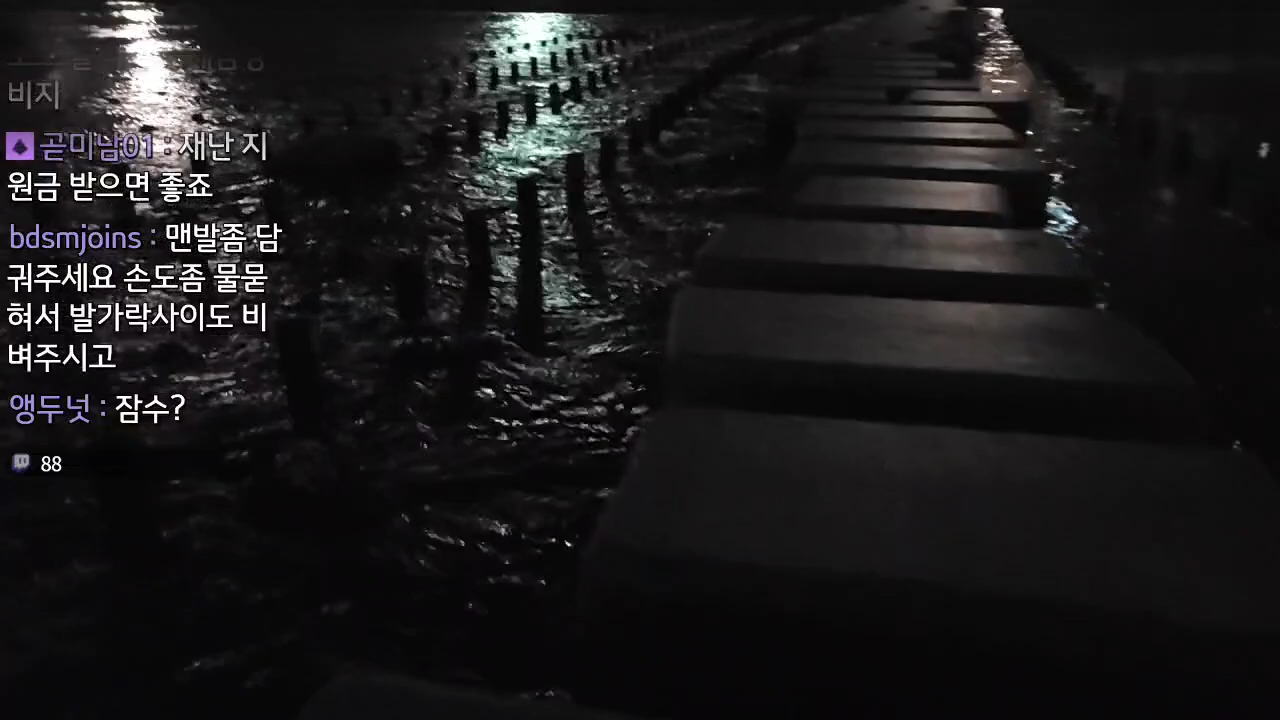 비지
곧미남01 : 재난 지
원금 받으면 좋죠
bdsmjoins : 맨발좀 담
궈주세요 손도좀 물묻
혀서 발가락사이도 비
벼주시고
앵두넛 : 잠수?
88